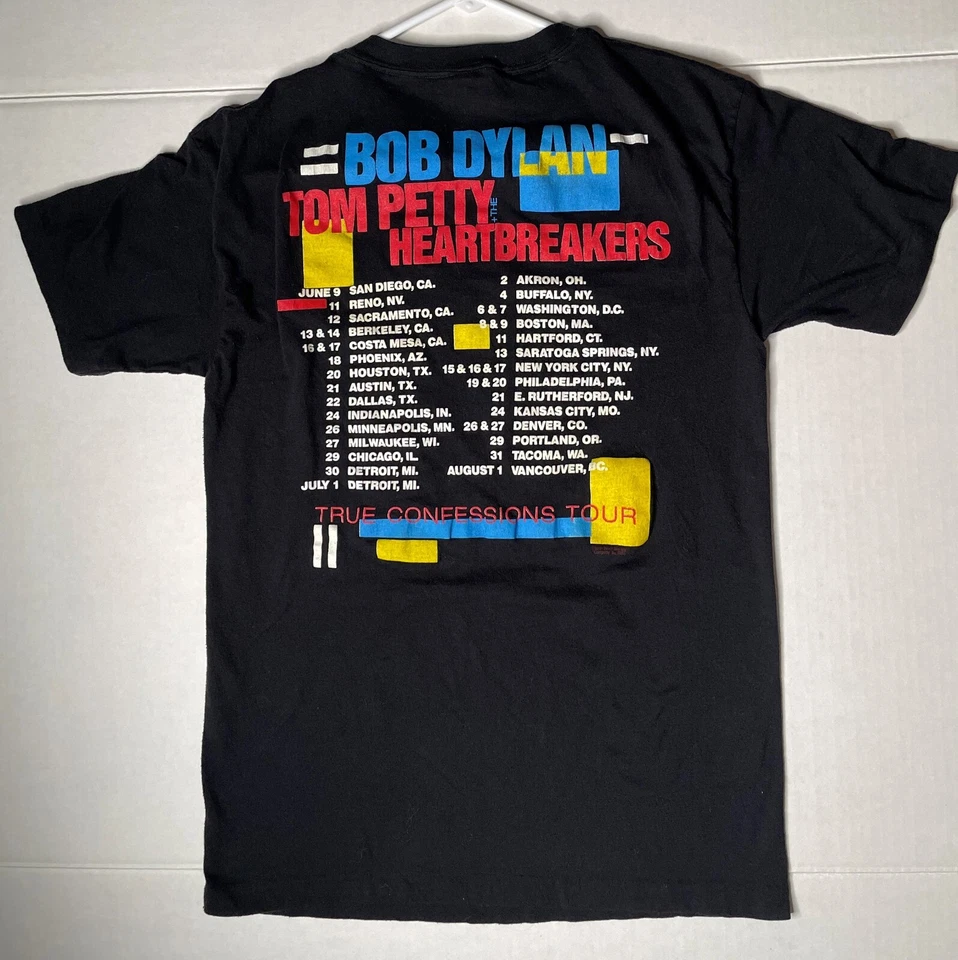 BOB DYLAN
TOM PETTY +THE
HEARTBREAKERS
JUNE 9 SAN DIEGO, CA.
11 RENO, NV.
12 SACRAMENTO, CA.
13 & 14 BERKELEY, CA.
16 & 17 COSTA MESA, CA.
18 PHOENIX, AZ.
20 HOUSTON, TX.
21 AUSTIN, TX.
22 DALLAS, TX.
24 INDIANAPOLIS, IN.
26 MINNEAPOLIS, MN.
27 MILWAUKEE, WI.
29 CHICAGO, IL.
30 DETROIT, MI.
JULY 1 DETROIT, MI.
2 AKRON, OH.
4 BUFFALO, NY.
6 & 7 WASHINGTON, D.C.
8 & 9 BOSTON, MA.
11 HARTFORD, CT.
13 SARATOGA SPRINGS, NY.
15 & 16 & 17 NEW YORK CITY, NY.
19 & 20 PHILADELPHIA, PA.
21 E. RUTHERFORD, NJ.
24 KANSAS CITY, MO.
26 & 27 DENVER, CO.
29 PORTLAND, OR.
31 TACOMA, WA.
AUGUST 1 VANCOUVER, BC.
TRUE CONFESSIONS TOUR